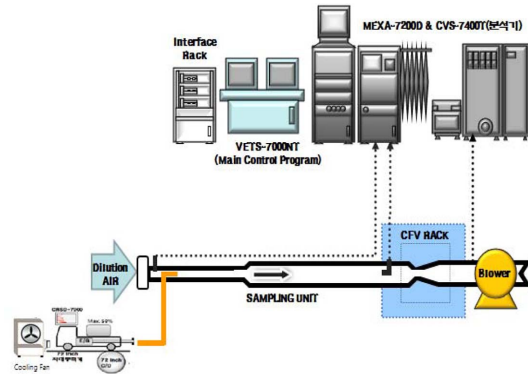 Interface
Rack
MEXA-7200D & CVS-7400T(분석기)
VETS-7000NT
(Main Control Program)
CFV RACK
Dilution
AIR
Blower
SAMPLING UNIT
Cooling Fan